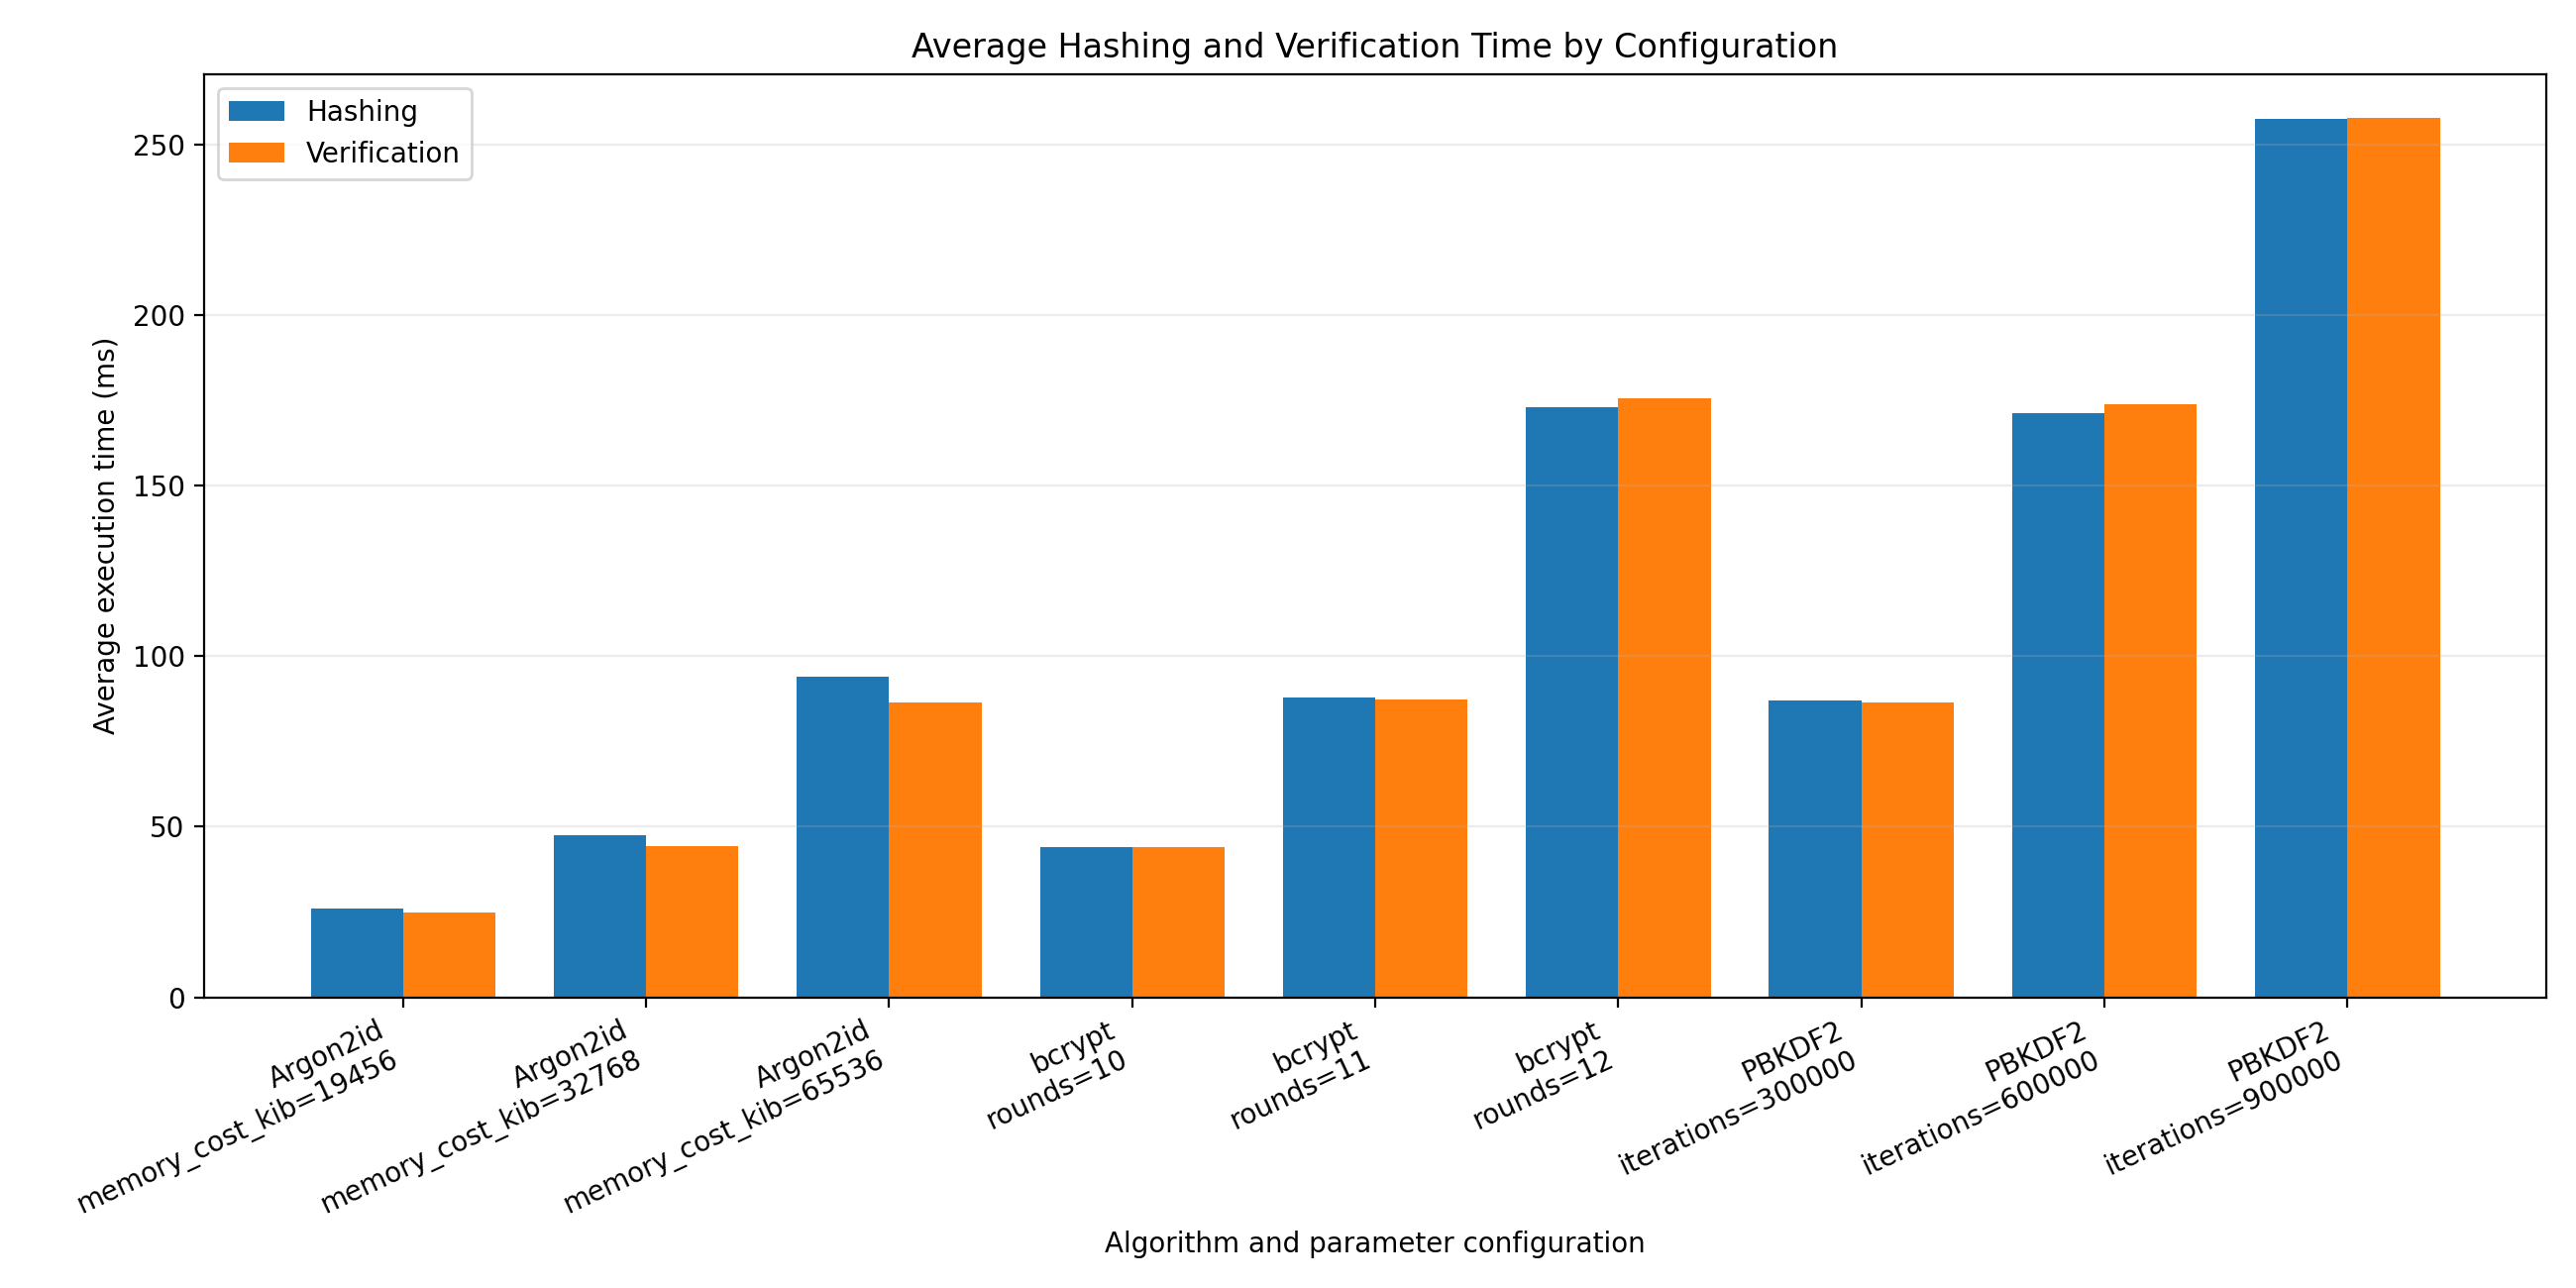 Average Hashing and Verification Time by Configuration
Hashing
Verification
Average execution time (ms)
250
200
150
100
50
0
Argon2id
memory_cost_kib=19456
Argon2id
memory_cost_kib=32768
Argon2id
memory_cost_kib=65536
bcrypt
rounds=10
bcrypt
rounds=11
bcrypt
rounds=12
PBKDF2
iterations=300000
PBKDF2
iterations=600000
PBKDF2
iterations=900000
Algorithm and parameter configuration